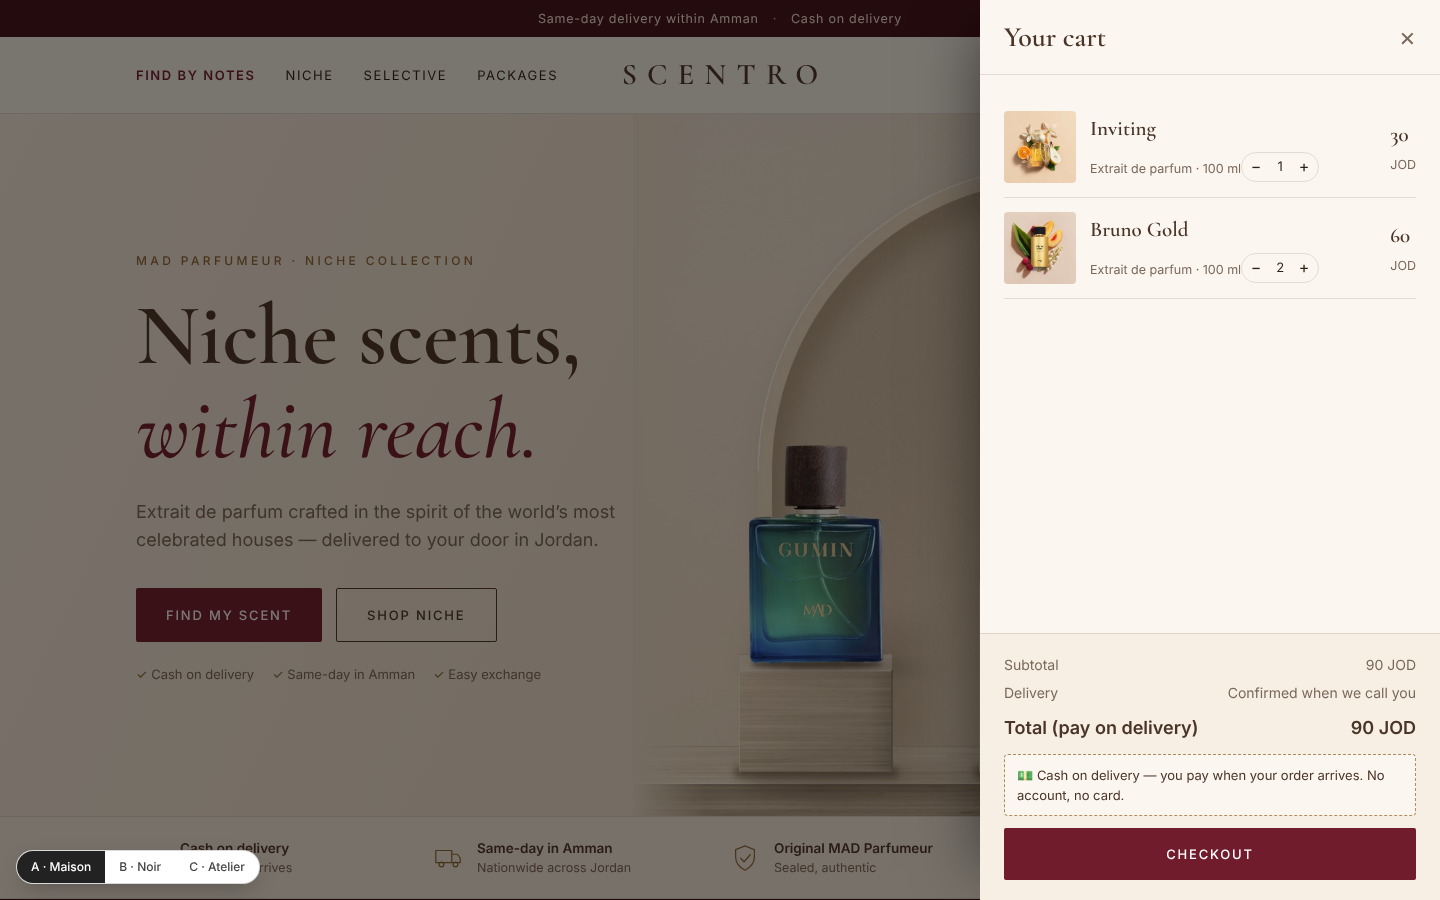 Same-day delivery within Amman · Cash on delivery
FIND BY NOTES NICHE SELECTIVE PACKAGES
SCENTRO
MAD PARFUMEUR · NICHE COLLECTION
Niche scents,
within reach.
Extrait de parfum crafted in the spirit of the world's most
celebrated houses — delivered to your door in Jordan.
FIND MY SCENT
SHOP NICHE
✓ Cash on delivery ✓ Same-day in Amman ✓ Easy exchange
GUMIN
MAD
Cash on delivery
Same-day in Amman
Nationwide across Jordan
Original MAD Parfumeur
Sealed, authentic
A · Maison B · Noir C · Atelier
Your cart ✕
Inviting
Extrait de parfum · 100 ml
− 1 +
30
JOD
Bruno Gold
Extrait de parfum · 100 ml
− 2 +
60
JOD
Subtotal 90 JOD
Delivery Confirmed when we call you
Total (pay on delivery) 90 JOD
💵 Cash on delivery — you pay when your order arrives. No
account, no card.
CHECKOUT